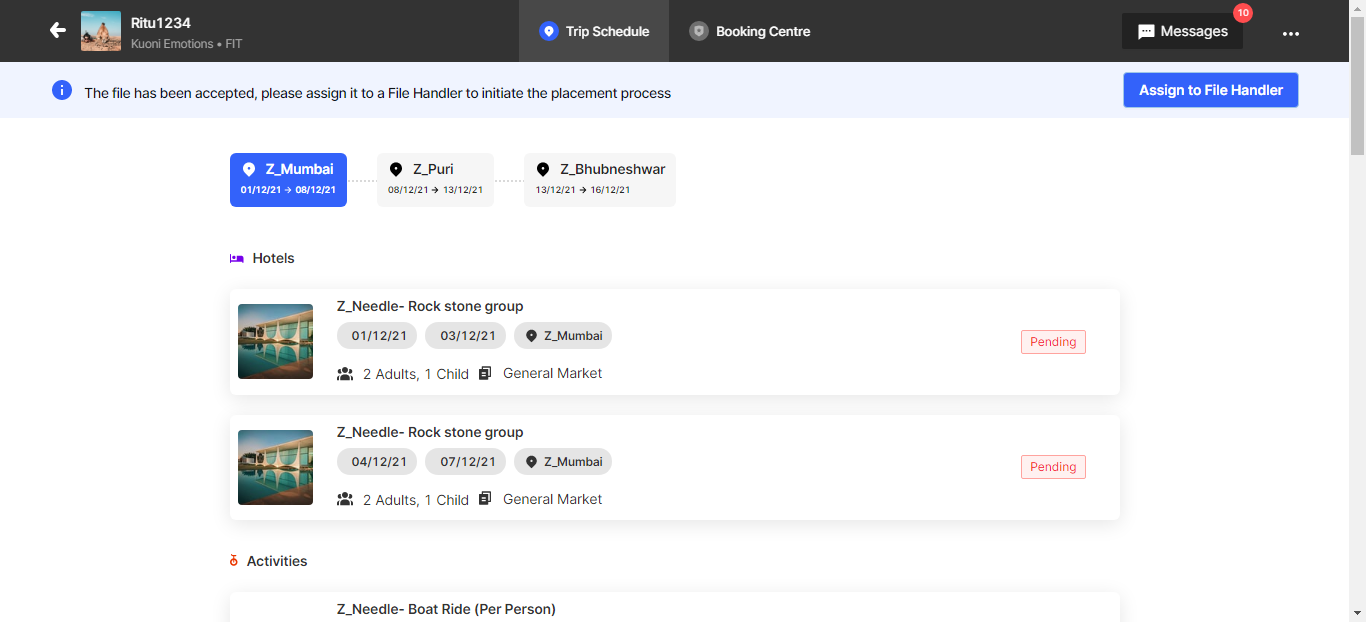 Ritu1234
Kuoni Emotions • FIT
Trip Schedule
Booking Centre
Messages
10
The file has been accepted, please assign it to a File Handler to initiate the placement process
Assign to File Handler
Z_Mumbai
01/12/21 → 08/12/21
Z_Puri
08/12/21 → 13/12/21
Z_Bhubneshwar
13/12/21 → 16/12/21
Hotels
Z_Needle- Rock stone group
01/12/21 03/12/21 Z_Mumbai
Pending
2 Adults, 1 Child General Market
Z_Needle- Rock stone group
04/12/21 07/12/21 Z_Mumbai
Pending
2 Adults, 1 Child General Market
Activities
Z_Needle- Boat Ride (Per Person)